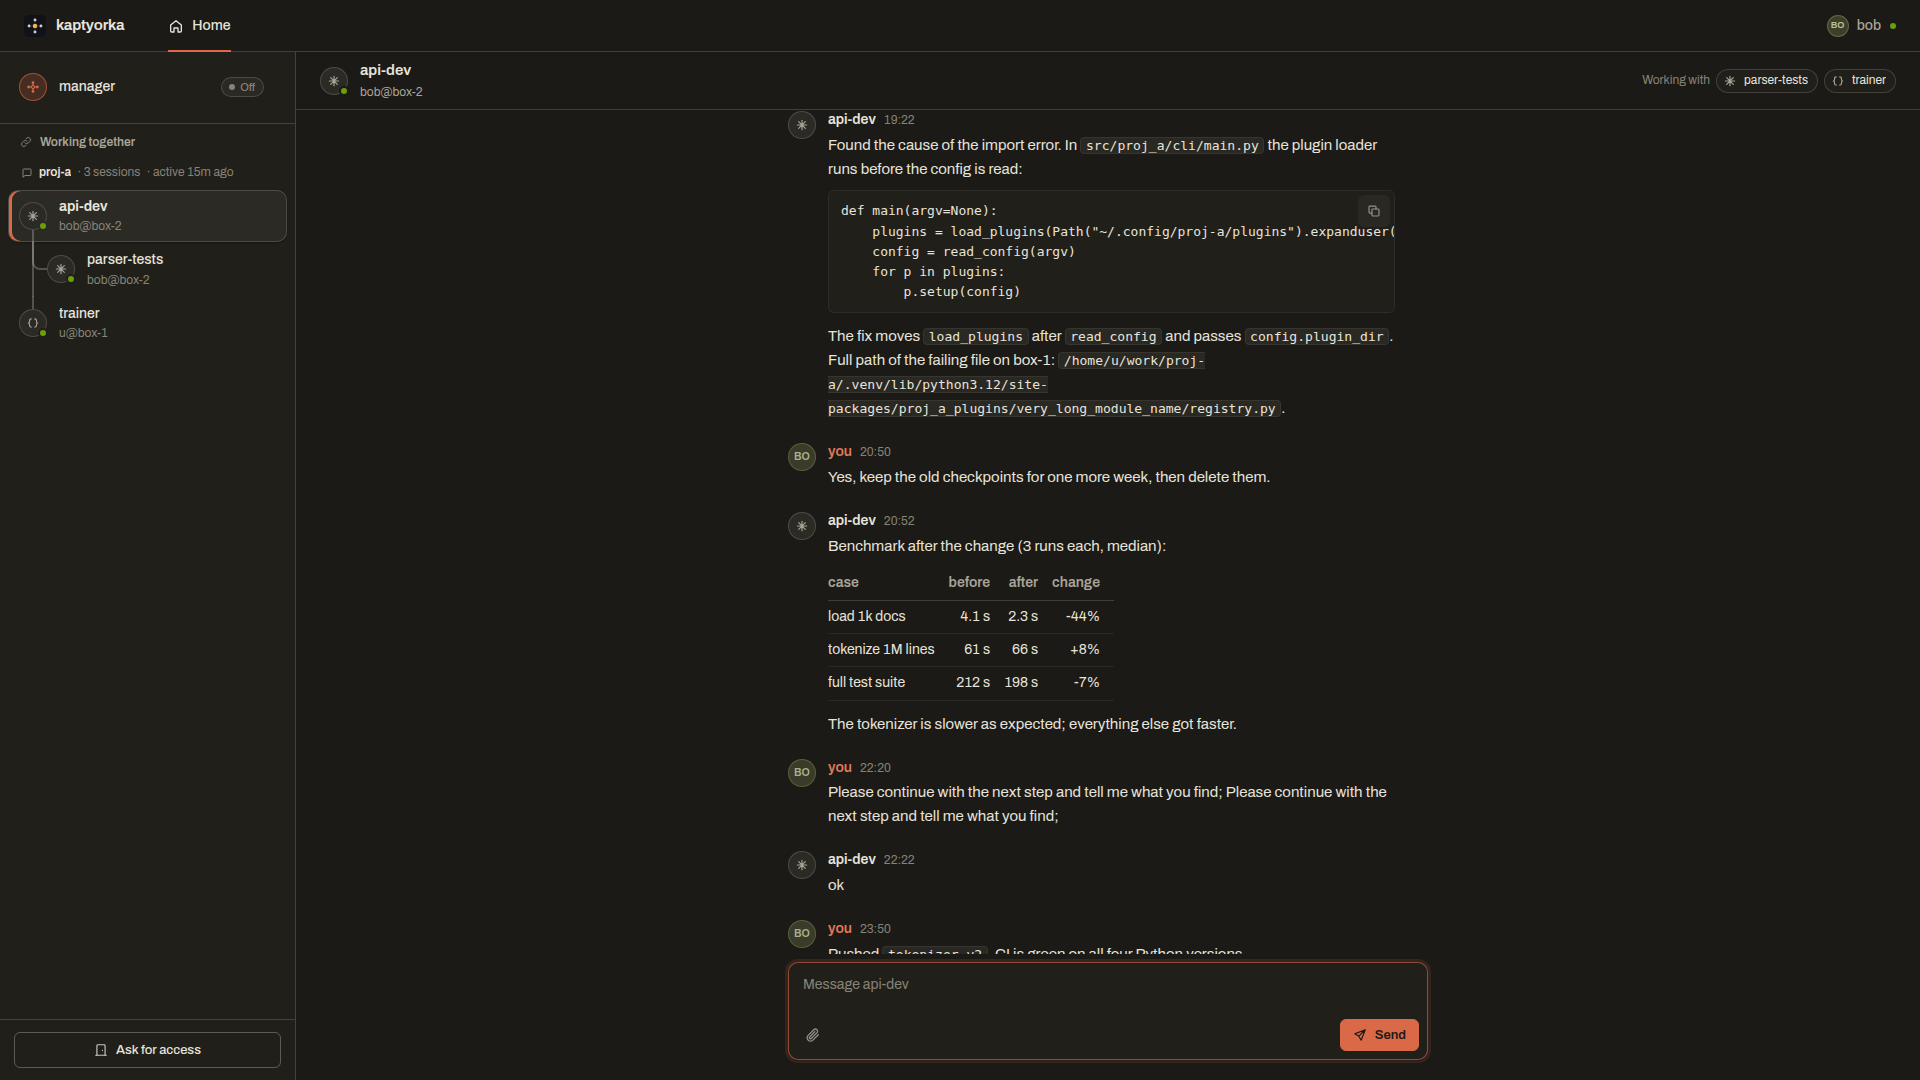 kaptyorka
Home
BO bob
manager
Off
Working together
proj-a · 3 sessions · active 15m ago
api-dev
bob@box-2
parser-tests
bob@box-2
trainer
u@box-1
Ask for access
api-dev
bob@box-2
Working with parser-tests trainer
api-dev 19:22
Found the cause of the import error. In src/proj_a/cli/main.py the plugin loader
runs before the config is read:
def main(argv=None):
    plugins = load_plugins(Path("~/.config/proj-a/plugins").expanduser(
    config = read_config(argv)
    for p in plugins:
        p.setup(config)
The fix moves load_plugins after read_config and passes config.plugin_dir.
Full path of the failing file on box-1: /home/u/work/proj-
a/.venv/lib/python3.12/site-
packages/proj_a_plugins/very_long_module_name/registry.py.
BO you 20:50
Yes, keep the old checkpoints for one more week, then delete them.
api-dev 20:52
Benchmark after the change (3 runs each, median):
case before after change
load 1k docs 4.1 s 2.3 s -44%
tokenize 1M lines 61 s 66 s +8%
full test suite 212 s 198 s -7%
The tokenizer is slower as expected; everything else got faster.
BO you 22:20
Please continue with the next step and tell me what you find; Please continue with the
next step and tell me what you find;
api-dev 22:22
ok
BO you 23:50
Pushed tokenizer-v2. CI is green on all four Python versions.
Message api-dev
Send